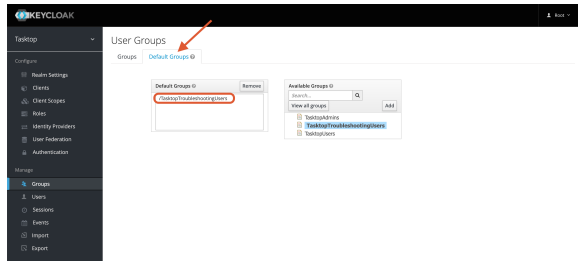 KEYCLOAK
Root
Tasktop
Configure
Realm Settings
Clients
Client Scopes
Roles
Identity Providers
User Federation
Authentication
Manage
Groups
Users
Sessions
Events
Import
Export
User Groups
Groups Default Groups
Default Groups Remove
/TasktopTroubleshootingUsers
Available Groups
Search...
View all groups Add
TasktopAdmins
TasktopTroubleshootingUsers
TasktopUsers